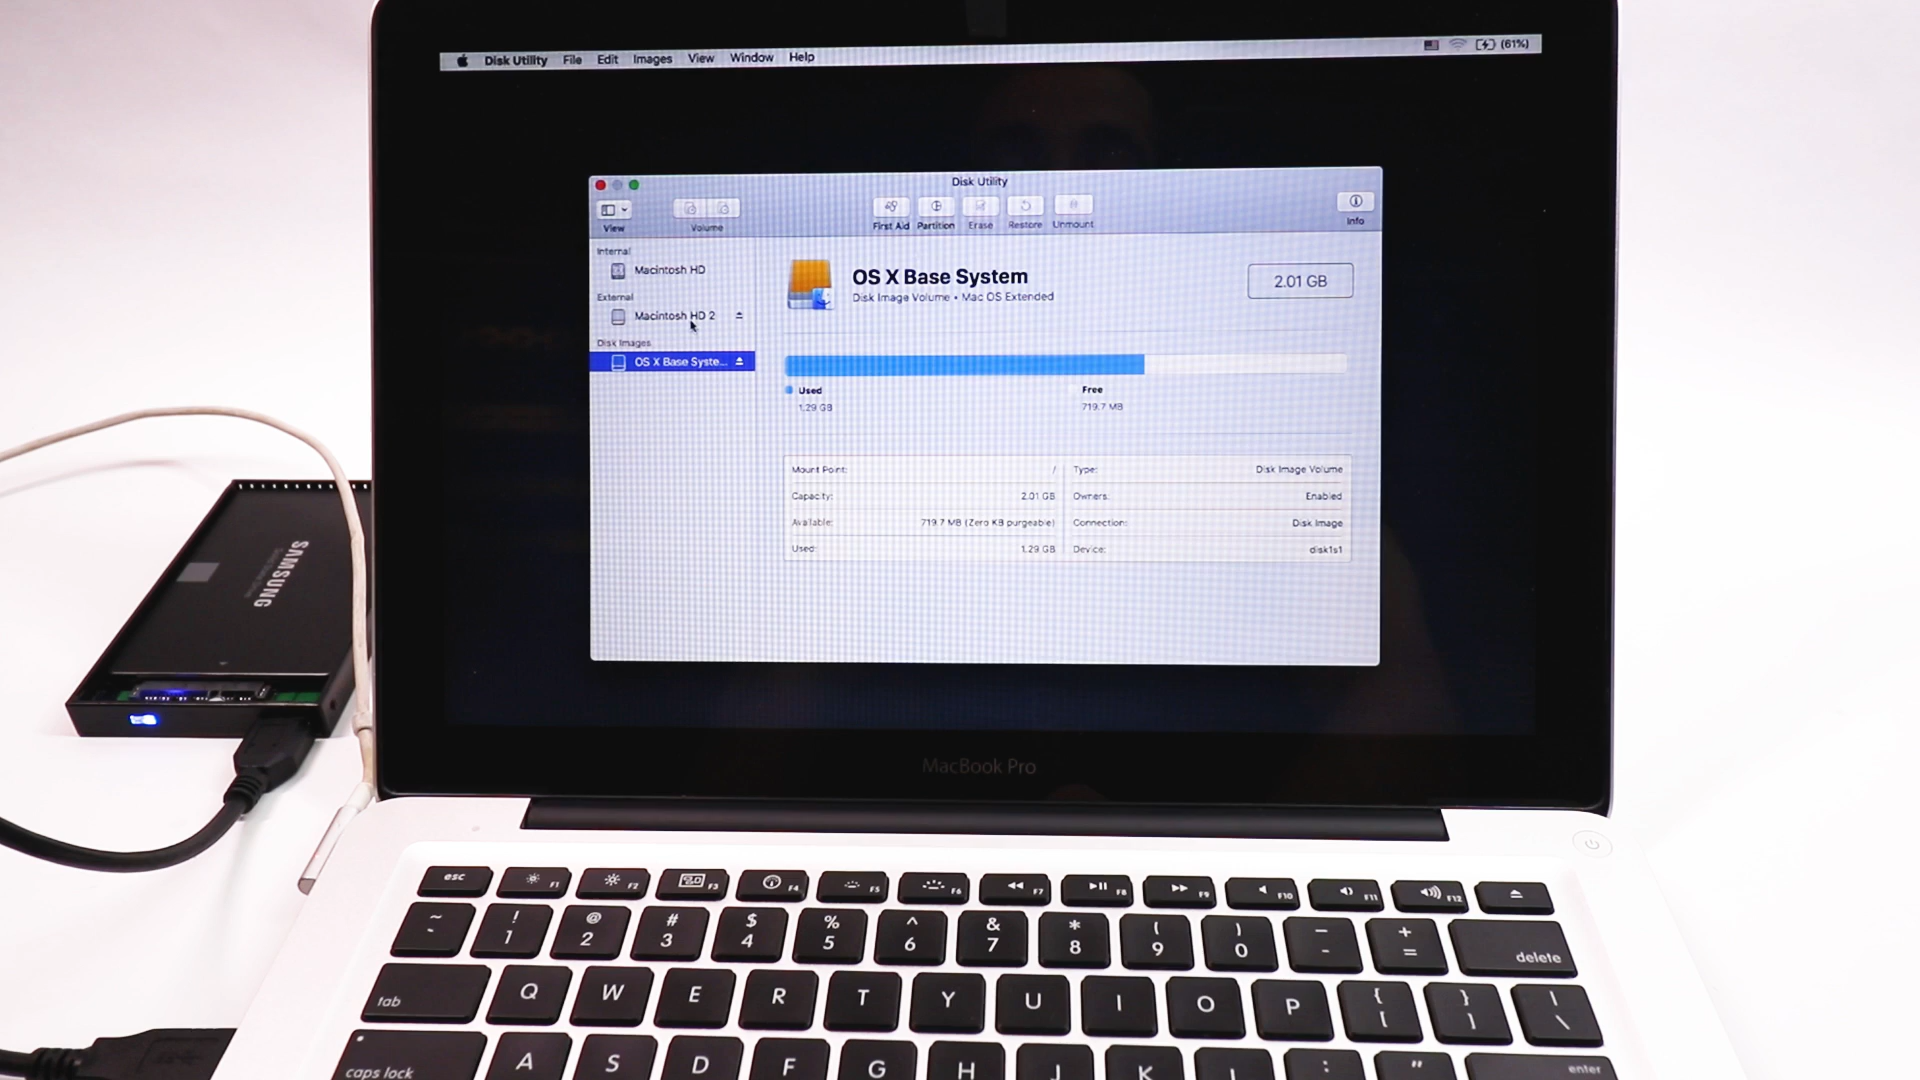 Disk Utility File Edit Images View Window Help (61%)
Disk Utility
View Volume First Aid Partition Erase Restore Unmount Info
Internal
Macintosh HD
External
Macintosh HD 2
Disk Images
OS X Base Syste...
OS X Base System
Disk Image Volume • Mac OS Extended
2.01 GB
Used
1.29 GB
Free
719.7 MB
Mount Point: /
Type: Disk Image Volume
Capacity: 2.01 GB
Owners: Enabled
Available: 719.7 MB (Zero KB purgeable)
Connection: Disk Image
Used: 1.29 GB
Device: disk1s1
SAMSUNG
MacBook Pro
esc F1 F2 F3 F4 F5 F6 F7 F8 F9 F10 F11 F12
~ ! @ # $ % ^ & * ( ) _ +
` 1 2 3 4 5 6 7 8 9 0 - = delete
tab Q W E R T Y U I O P { [ } ] | \
caps lock A S D F G H J K L : " enter